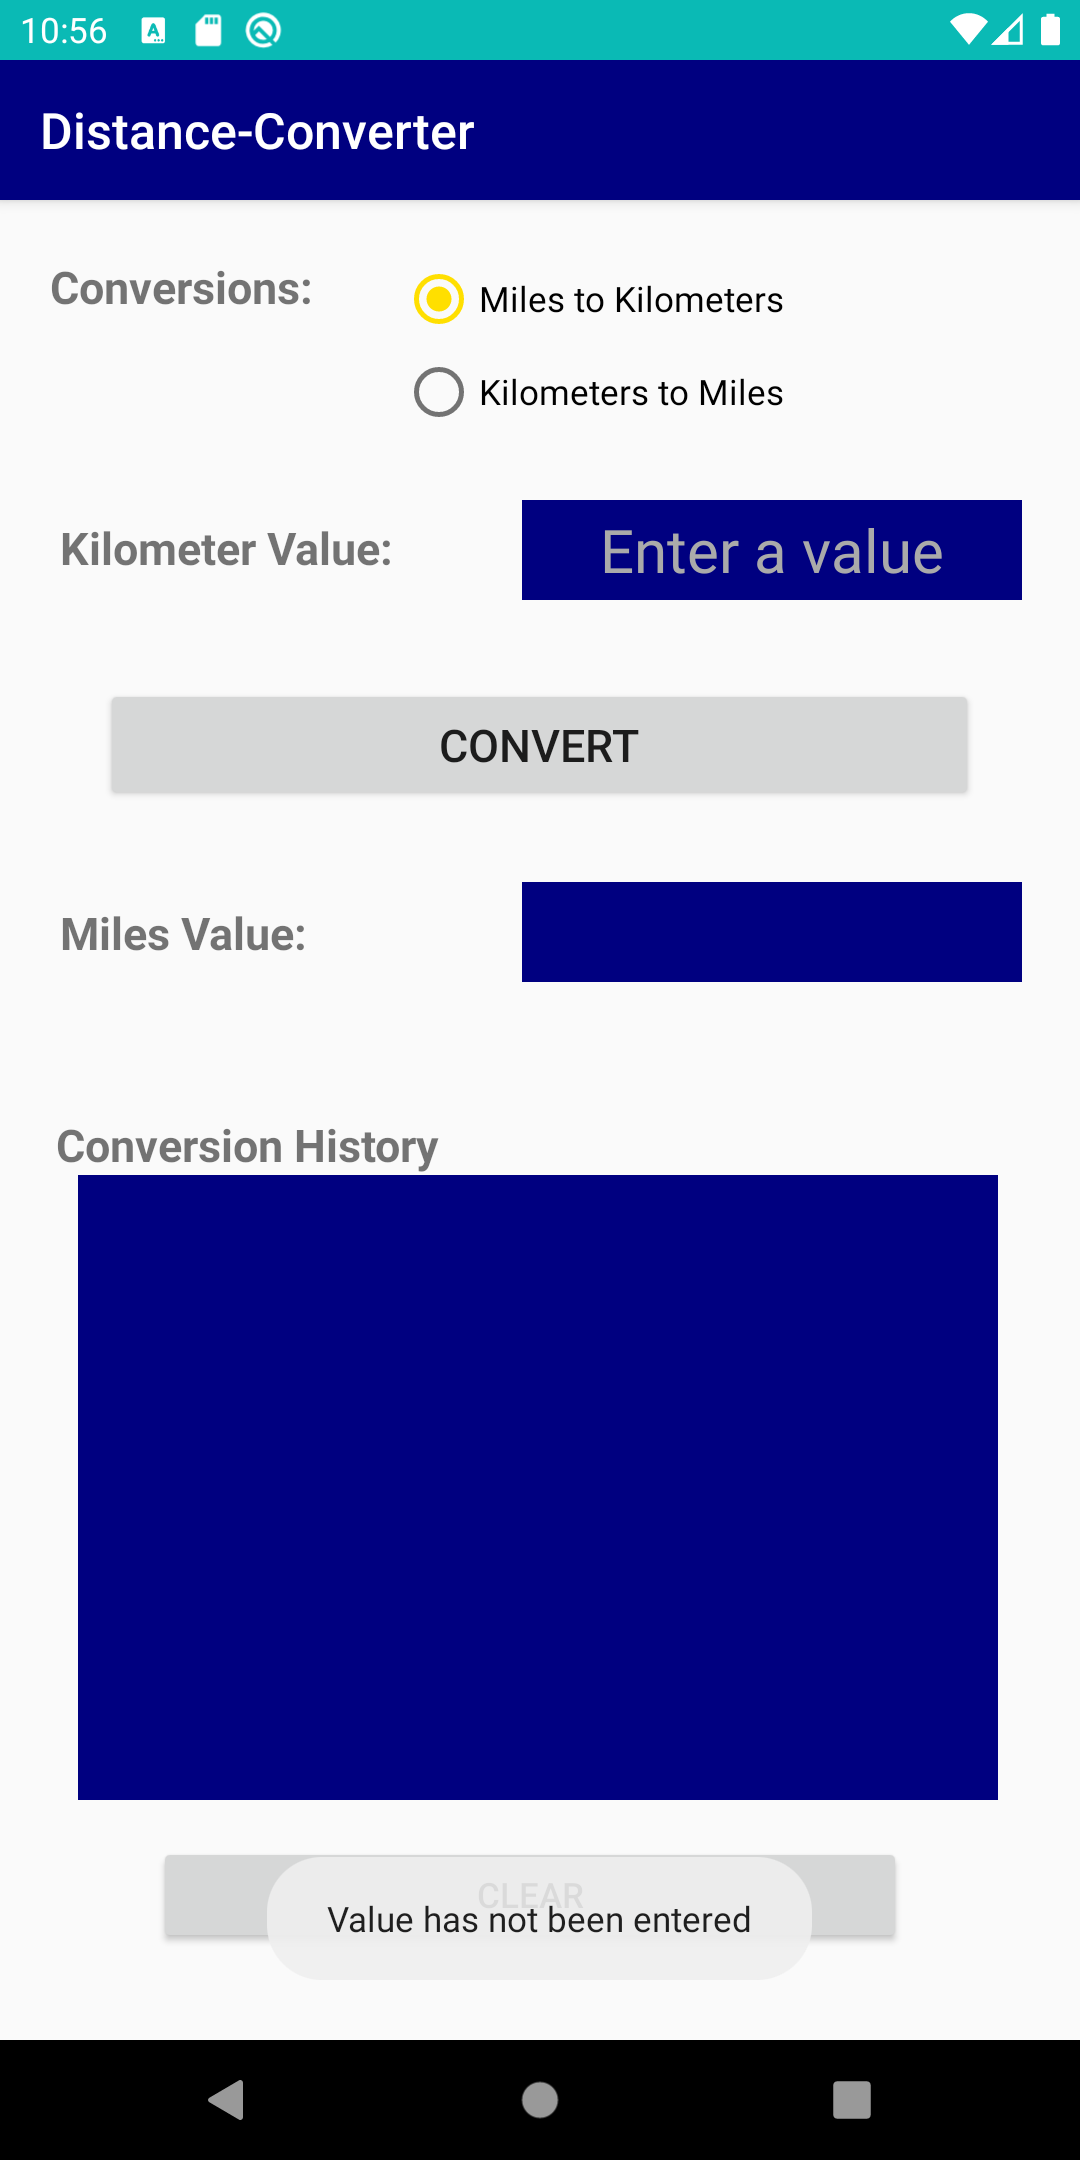 10:56
Distance-Converter
Conversions:
Miles to Kilometers
Kilometers to Miles
Kilometer Value:
Enter a value
CONVERT
Miles Value:
Conversion History
CLEAR
Value has not been entered